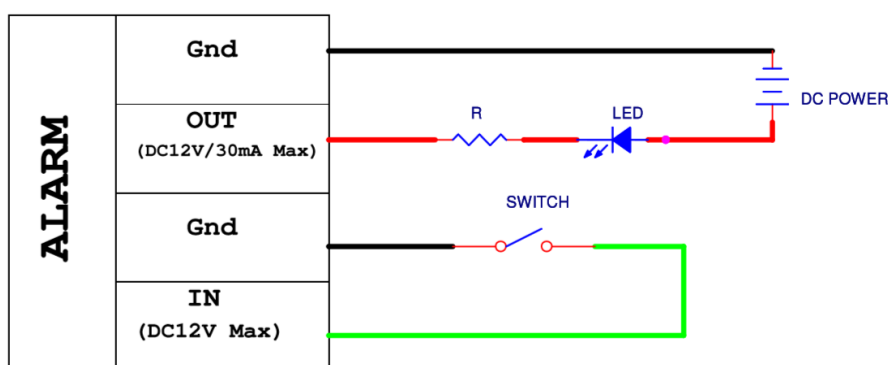 ALARM
Gnd
OUT
(DC12V/30mA Max)
Gnd
IN
(DC12V Max)
R
LED
DC POWER
SWITCH